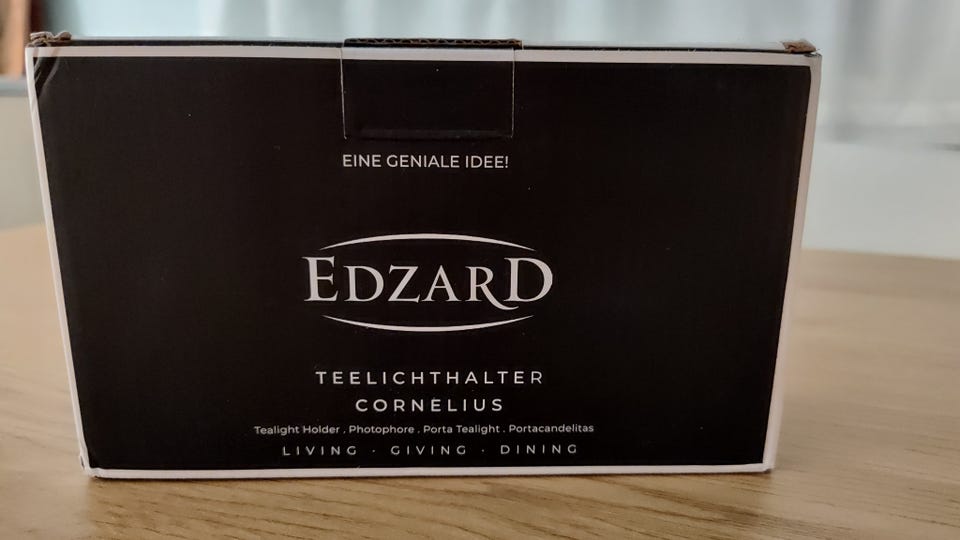 EINE GENIALE IDEE!
EDZARD
TEELICHTHALTER
CORNELIUS
Tealight Holder . Photophore . Porta Tealight . Portacandelitas
LIVING · GIVING · DINING